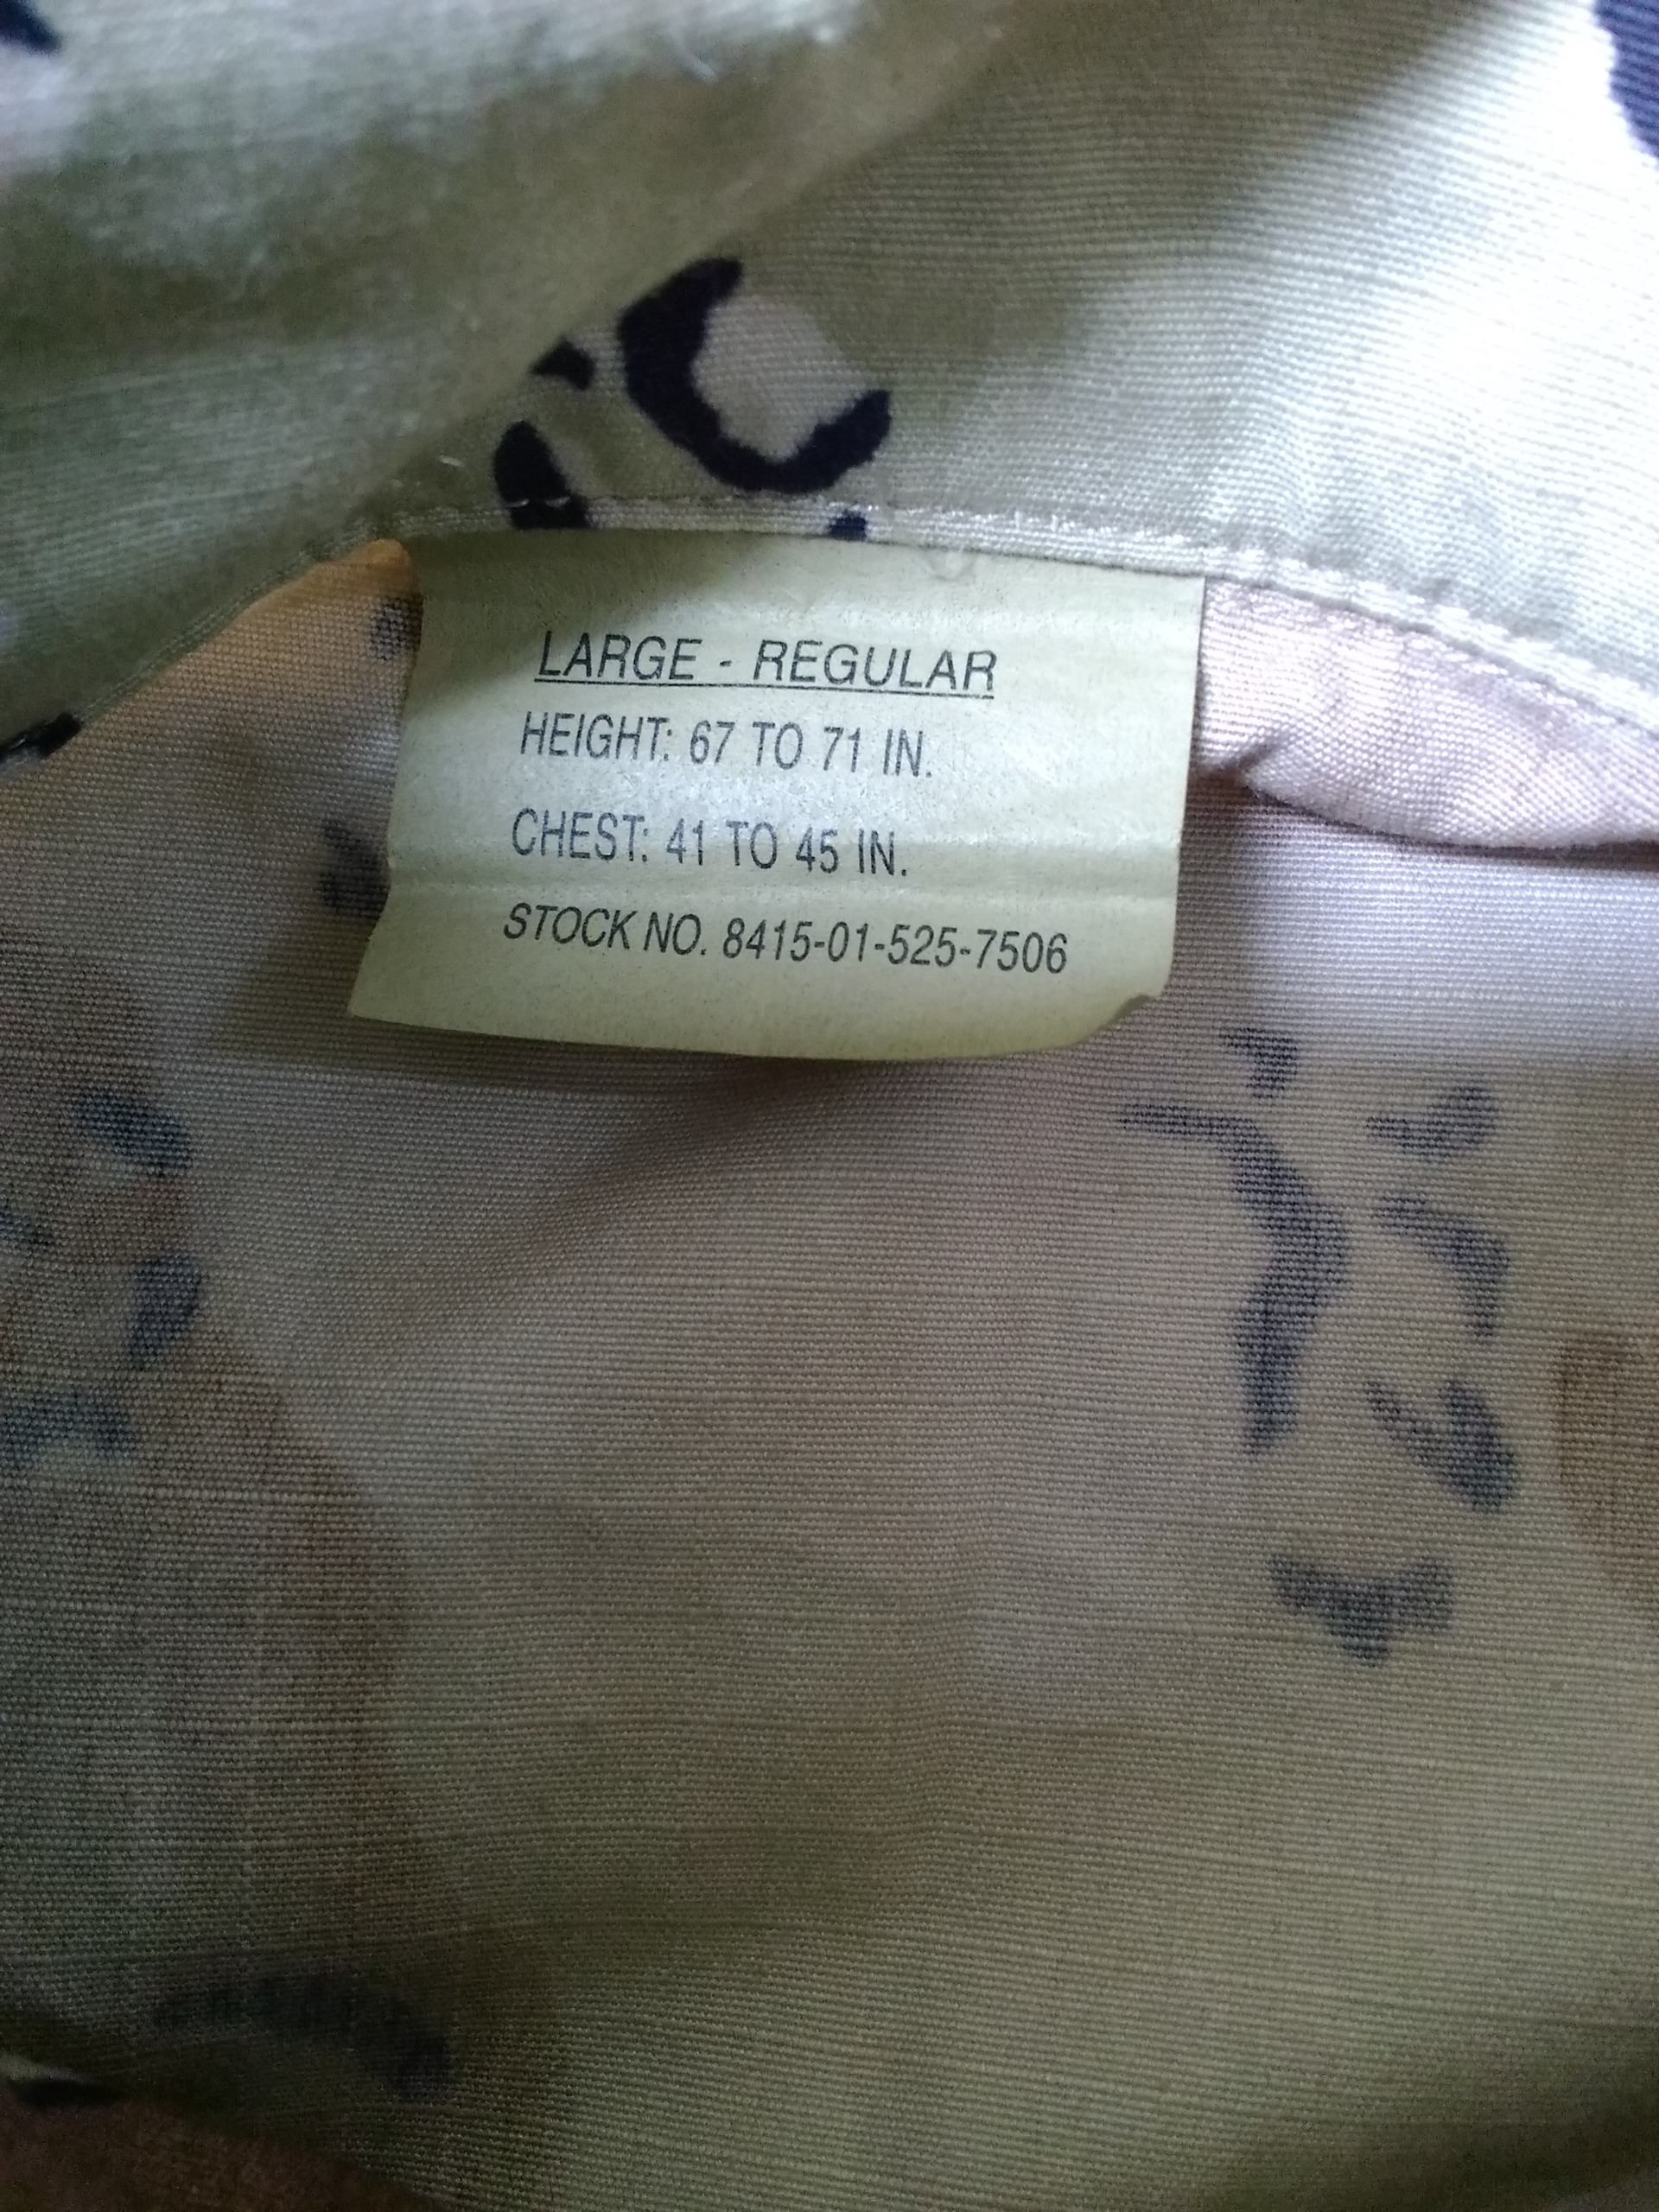 LARGE - REGULAR
HEIGHT: 67 TO 71 IN.
CHEST: 41 TO 45 IN.
STOCK NO. 8415-01-525-7506